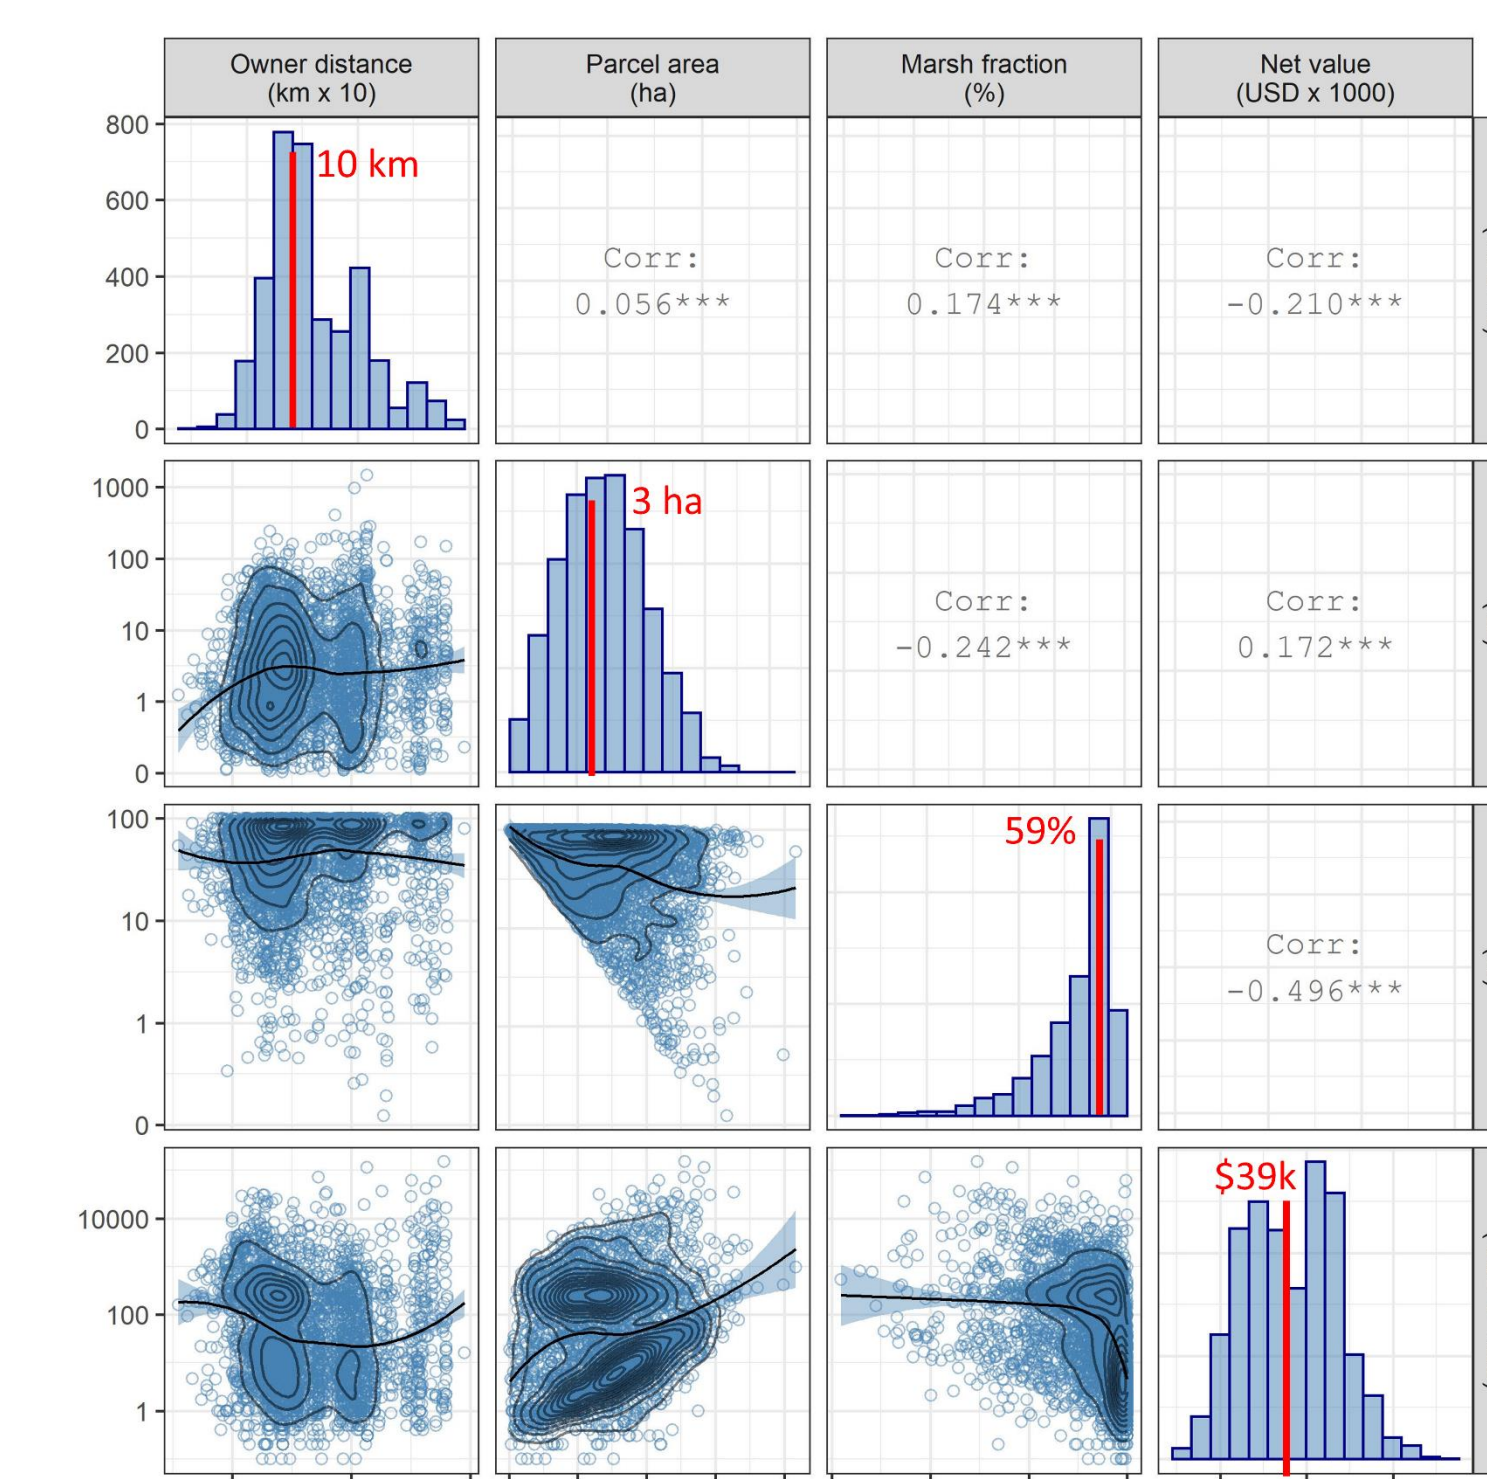 Owner distance
(km x 10)
Parcel area
(ha)
Marsh fraction
(%)
Net value
(USD x 1000)
800
600
400
200
0
10 km
Corr:
0.056***
Corr:
0.174***
Corr:
-0.210***
1000
100
10
1
0
3 ha
Corr:
-0.242***
Corr:
0.172***
100
10
1
0
59%
Corr:
-0.496***
10000
100
1
$39k